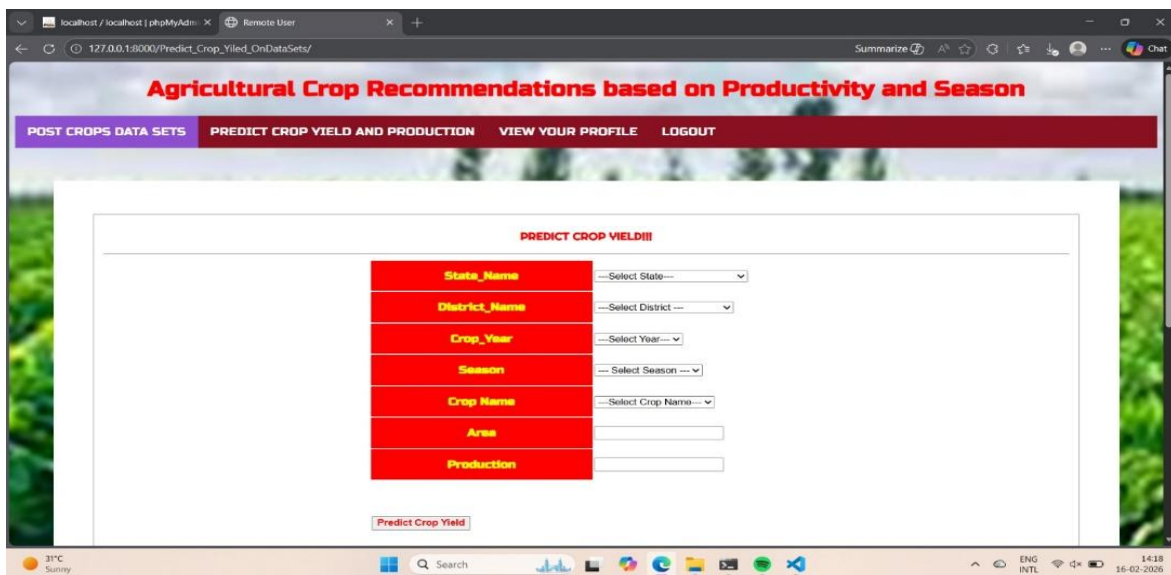 localhost / localhost | phpMyAdmi
Remote User
127.0.0.1:8000/Predict_Crop_Yiled_OnDataSets/
Summarize
Chat
Agricultural Crop Recommendations based on Productivity and Season
POST CROPS DATA SETS PREDICT CROP YIELD AND PRODUCTION VIEW YOUR PROFILE LOGOUT
PREDICT CROP YIELD!!!
State_Name ---Select State---
District_Name ---Select District ---
Crop_Year ---Select Year---
Season --- Select Season ---
Crop Name ---Select Crop Name---
Area
Production
Predict Crop Yield
31°C
Sunny
Search
ENG
INTL
14:18
16-02-2026